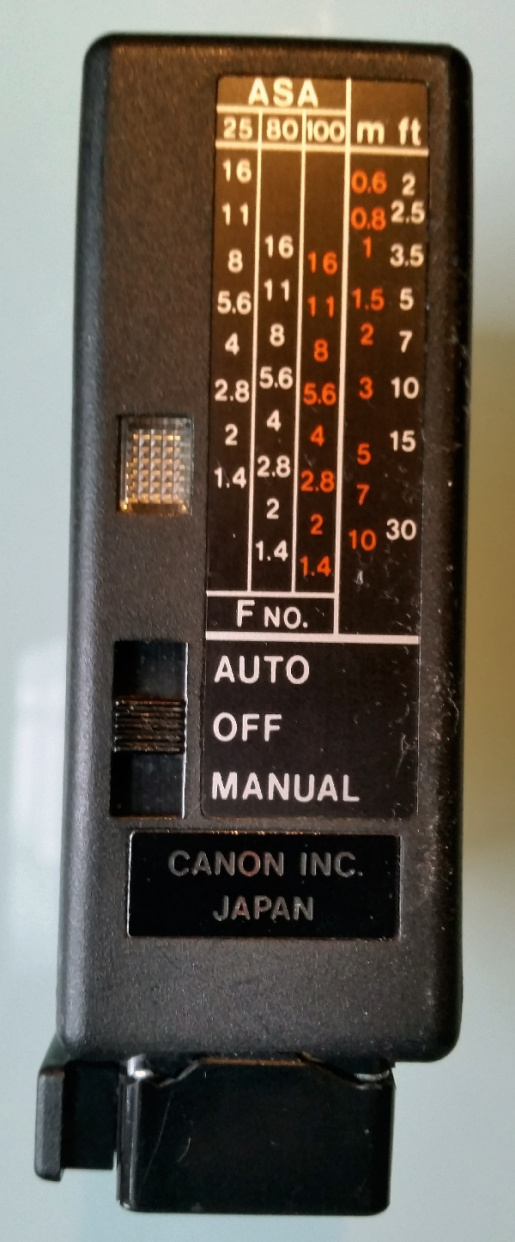 ASA
25 80 100 m ft
16 0.6 2
11 0.8 2.5
8 16 16 1 3.5
5.6 11 11 1.5 5
4 8 8 2 7
2.8 5.6 5.6 3 10
2 4 4 5 15
1.4 2.8 2.8 7
2 2 10 30
1.4 1.4
F NO.
AUTO
OFF
MANUAL
CANON INC.
JAPAN